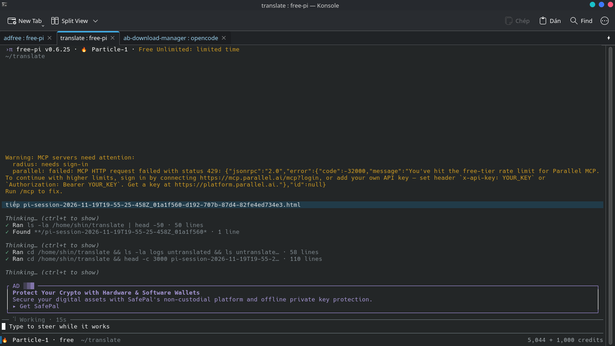 translate : free-pi — Konsole
New Tab Split View Chép Dán Find
adfree : free-pi translate : free-pi ab-download-manager : opencode
free-pi v0.6.25 · Particle-1 · Free Unlimited: limited time
~/translate
Warning: MCP servers need attention:
radius: needs sign-in
parallel: failed: MCP HTTP request failed with status 429: {"jsonrpc":"2.0","error":{"code":-32000,"message":"You've hit the free-tier rate limit for Parallel MCP.
To continue with higher limits, sign in by connecting https://mcp.parallel.ai/mcp?login, or add your own API key — set header `x-api-key: YOUR_KEY` or
`Authorization: Bearer YOUR_KEY`. Get a key at https://platform.parallel.ai."},"id":null}
Run /mcp to fix.
tiếp pi-session-2026-11-19T19-55-25-458Z_01a1f560-d192-707b-87d4-82fe4ed734e3.html
Thinking… (ctrl+t to show)
✓ Ran ls -la /home/shin/translate | head -50 · 50 lines
✓ Found **/pi-session-2026-11-19T19-55-25-458Z_01a1f560* · 1 line
Thinking… (ctrl+t to show)
✓ Ran cd /home/shin/translate && ls -la logs untranslated && ls untranslat… · 50 lines
✓ Ran cd /home/shin/translate && head -c 3000 pi-session-2026-11-19T19-55-2… · 110 lines
Thinking… (ctrl+t to show)
AD
Protect Your Crypto with Hardware & Software Wallets
Secure your digital assets with SafePal's non-custodial platform and offline private key protection.
Get SafePal
Working · 15s
Type to steer while it works
Particle-1 · free ~/translate 5,044 + 1,000 credits